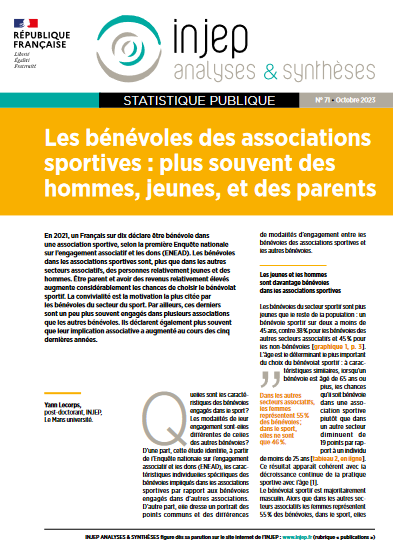 RÉPUBLIQUE
FRANÇAISE
Liberté
Égalité
Fraternité
injep
analyses & synthèses
STATISTIQUE PUBLIQUE
N° 71 • Octobre 2023
Les bénévoles des associations
sportives : plus souvent des
hommes, jeunes, et des parents
En 2021, un Français sur dix déclare être bénévole dans
une association sportive, selon la première Enquête nationale
sur l'engagement associatif et les dons (ENEAD). Les bénévoles
dans les associations sportives sont, plus que dans les autres
secteurs associatifs, des personnes relativement jeunes et des
hommes. Être parent et avoir des revenus relativement élevés
augmente considérablement les chances de choisir le bénévolat
sportif. La convivialité est la motivation la plus citée par
les bénévoles du secteur du sport. Par ailleurs, ces derniers
sont un peu plus souvent engagés dans plusieurs associations
que les autres bénévoles. Ils déclarent également plus souvent
que leur implication associative a augmenté au cours des cinq
dernières années.
Yann Lecorps,
post-doctorant, INJEP,
Le Mans université.
Quelles sont les caracté-
ristiques des bénévoles
engagés dans le sport ?
Les modalités de leur
engagement sont-elles
différentes de celles
des autres bénévoles ?
D'une part, cette étude identifie, à partir
de l'Enquête nationale sur l'engagement
associatif et les dons (ENEAD), les carac-
téristiques individuelles spécifiques des
bénévoles impliqués dans les associations
sportives par rapport aux bénévoles
engagés dans d'autres associations.
D'autre part, elle dresse un portrait des
points communs et des différences
de modalités d'engagement entre les
bénévoles des associations sportives et
les autres bénévoles.
Les jeunes et les hommes
sont davantage bénévoles
dans les associations sportives
Les bénévoles du secteur sportif sont plus
jeunes que le reste de la population : un
bénévole sportif sur deux a moins de
45 ans, contre 38 % pour les bénévoles des
autres secteurs associatifs et 45 % pour
les non-bénévoles [graphique 1, p. 3].
L'âge est le déterminant le plus important
du choix du bénévolat sportif : à carac-
téristiques similaires, lorsqu'un
bénévole est âgé de 65 ans ou
plus, les chances
qu'il soit bénévole
dans une asso-
ciation sportive
plutôt que dans
un autre secteur
diminuent de
19 points par rap-
port à un individu
de moins de 25 ans [tableau 2, en ligne].
Ce résultat apparaît cohérent avec la
décroissance continue de la pratique
sportive avec l'âge [1].
Le bénévolat sportif est majoritairement
masculin. Alors que dans les autres sec-
teurs associatifs les femmes représentent
55 % des bénévoles, dans le sport, elles
”
Dans les autres
secteurs associatifs,
les femmes
représentent 55 %
des bénévoles ;
dans le sport,
elles ne sont
que 46 %.
INJEP ANALYSES & SYNTHÈSES figure dès sa parution sur le site internet de l'INJEP : www.injep.fr (rubrique « publications »)